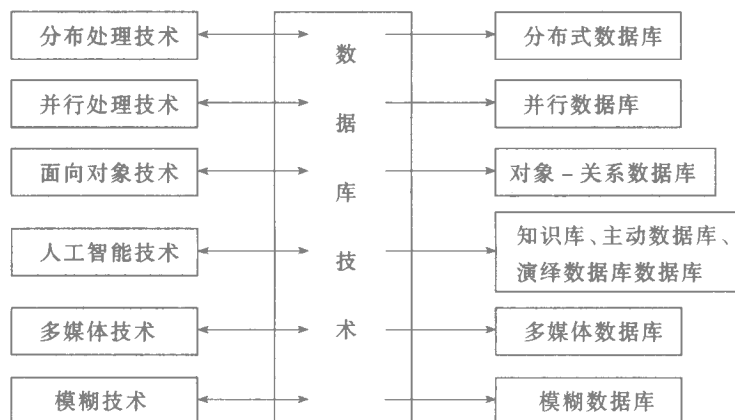 分布处理技术
分布式数据库
并行处理技术
并行数据库
面向对象技术
对象－关系数据库
人工智能技术
知识库、主动数据库、
演绎数据库数据库
多媒体技术
多媒体数据库
模糊技术
模糊数据库
数
据
库
技
术